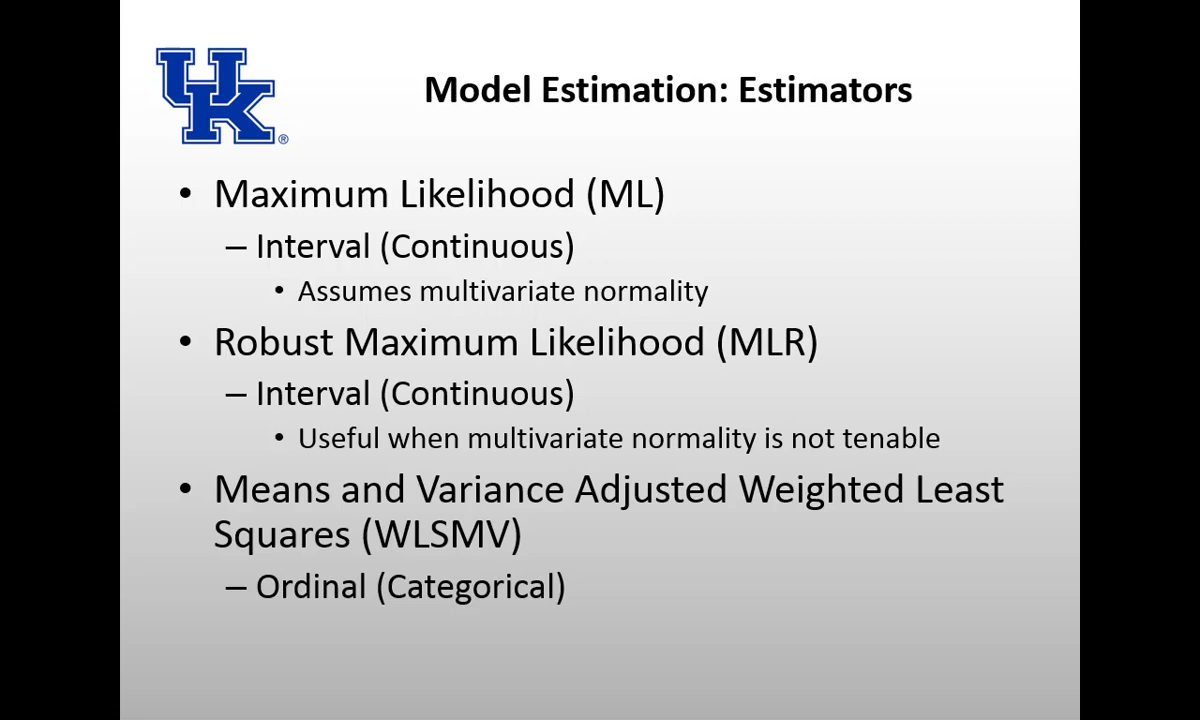 UK®
Model Estimation: Estimators
• Maximum Likelihood (ML)
– Interval (Continuous)
• Assumes multivariate normality
• Robust Maximum Likelihood (MLR)
– Interval (Continuous)
• Useful when multivariate normality is not tenable
• Means and Variance Adjusted Weighted Least
Squares (WLSMV)
– Ordinal (Categorical)